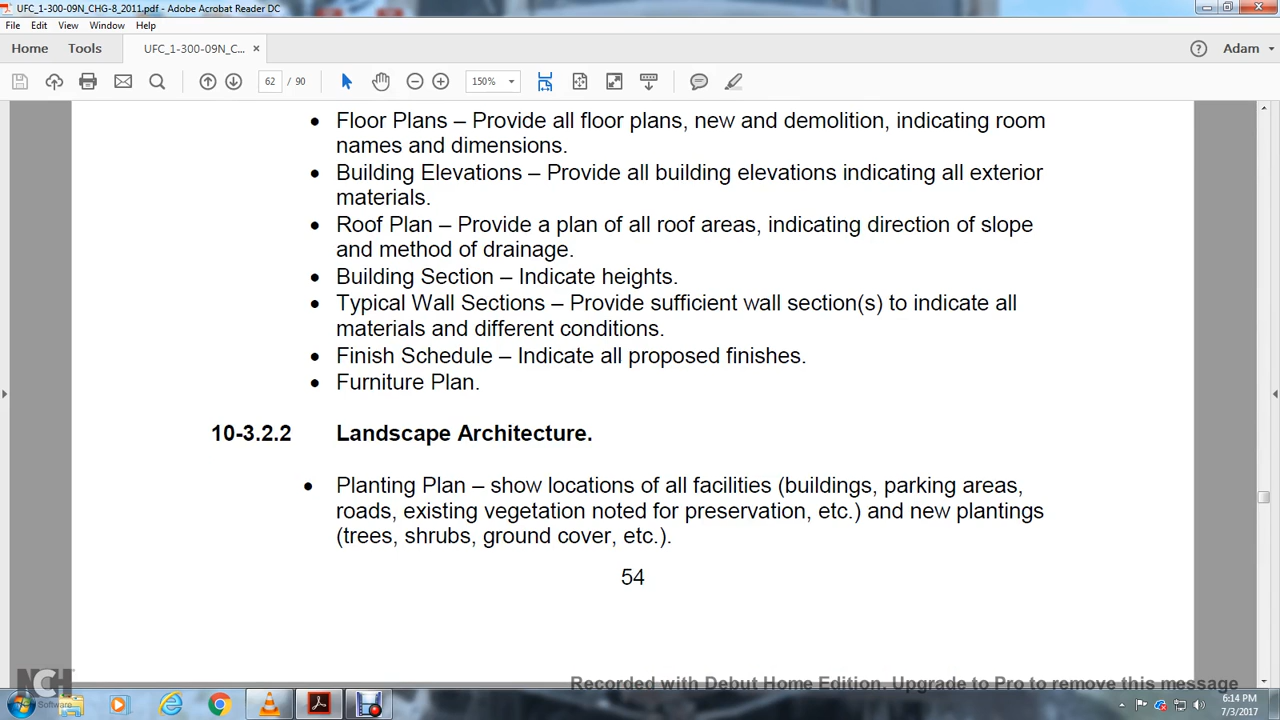 UFC_1-300-09N_CHG-8_2011.pdf - Adobe Acrobat Reader DC
File Edit View Window Help
Home Tools UFC_1-300-09N_C... × Adam
62 / 90 150%
• Floor Plans – Provide all floor plans, new and demolition, indicating room
names and dimensions.
• Building Elevations – Provide all building elevations indicating all exterior
materials.
• Roof Plan – Provide a plan of all roof areas, indicating direction of slope
and method of drainage.
• Building Section – Indicate heights.
• Typical Wall Sections – Provide sufficient wall section(s) to indicate all
materials and different conditions.
• Finish Schedule – Indicate all proposed finishes.
• Furniture Plan.
10-3.2.2 Landscape Architecture.
• Planting Plan – show locations of all facilities (buildings, parking areas,
roads, existing vegetation noted for preservation, etc.) and new plantings
(trees, shrubs, ground cover, etc.).
54
NCH
Software
Recorded with Debut Home Edition. Upgrade to Pro to remove this message
6:14 PM
7/3/2017